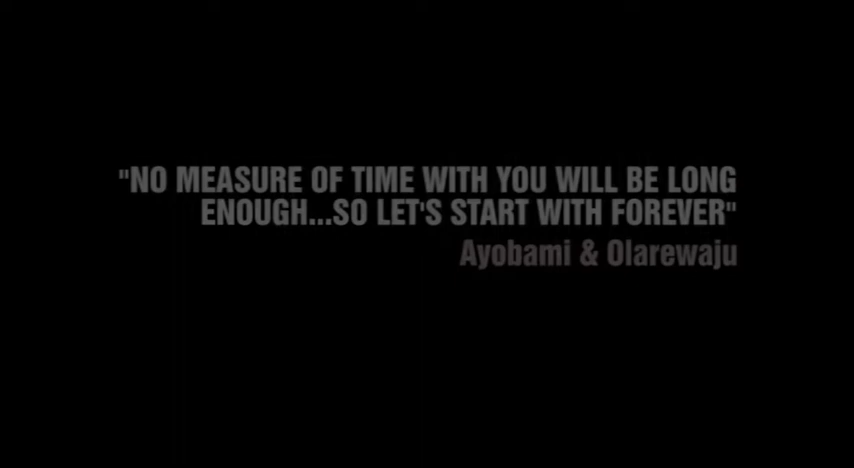 "NO MEASURE OF TIME WITH YOU WILL BE LONG
ENOUGH...SO LET'S START WITH FOREVER"
Ayobami & Olarewaju